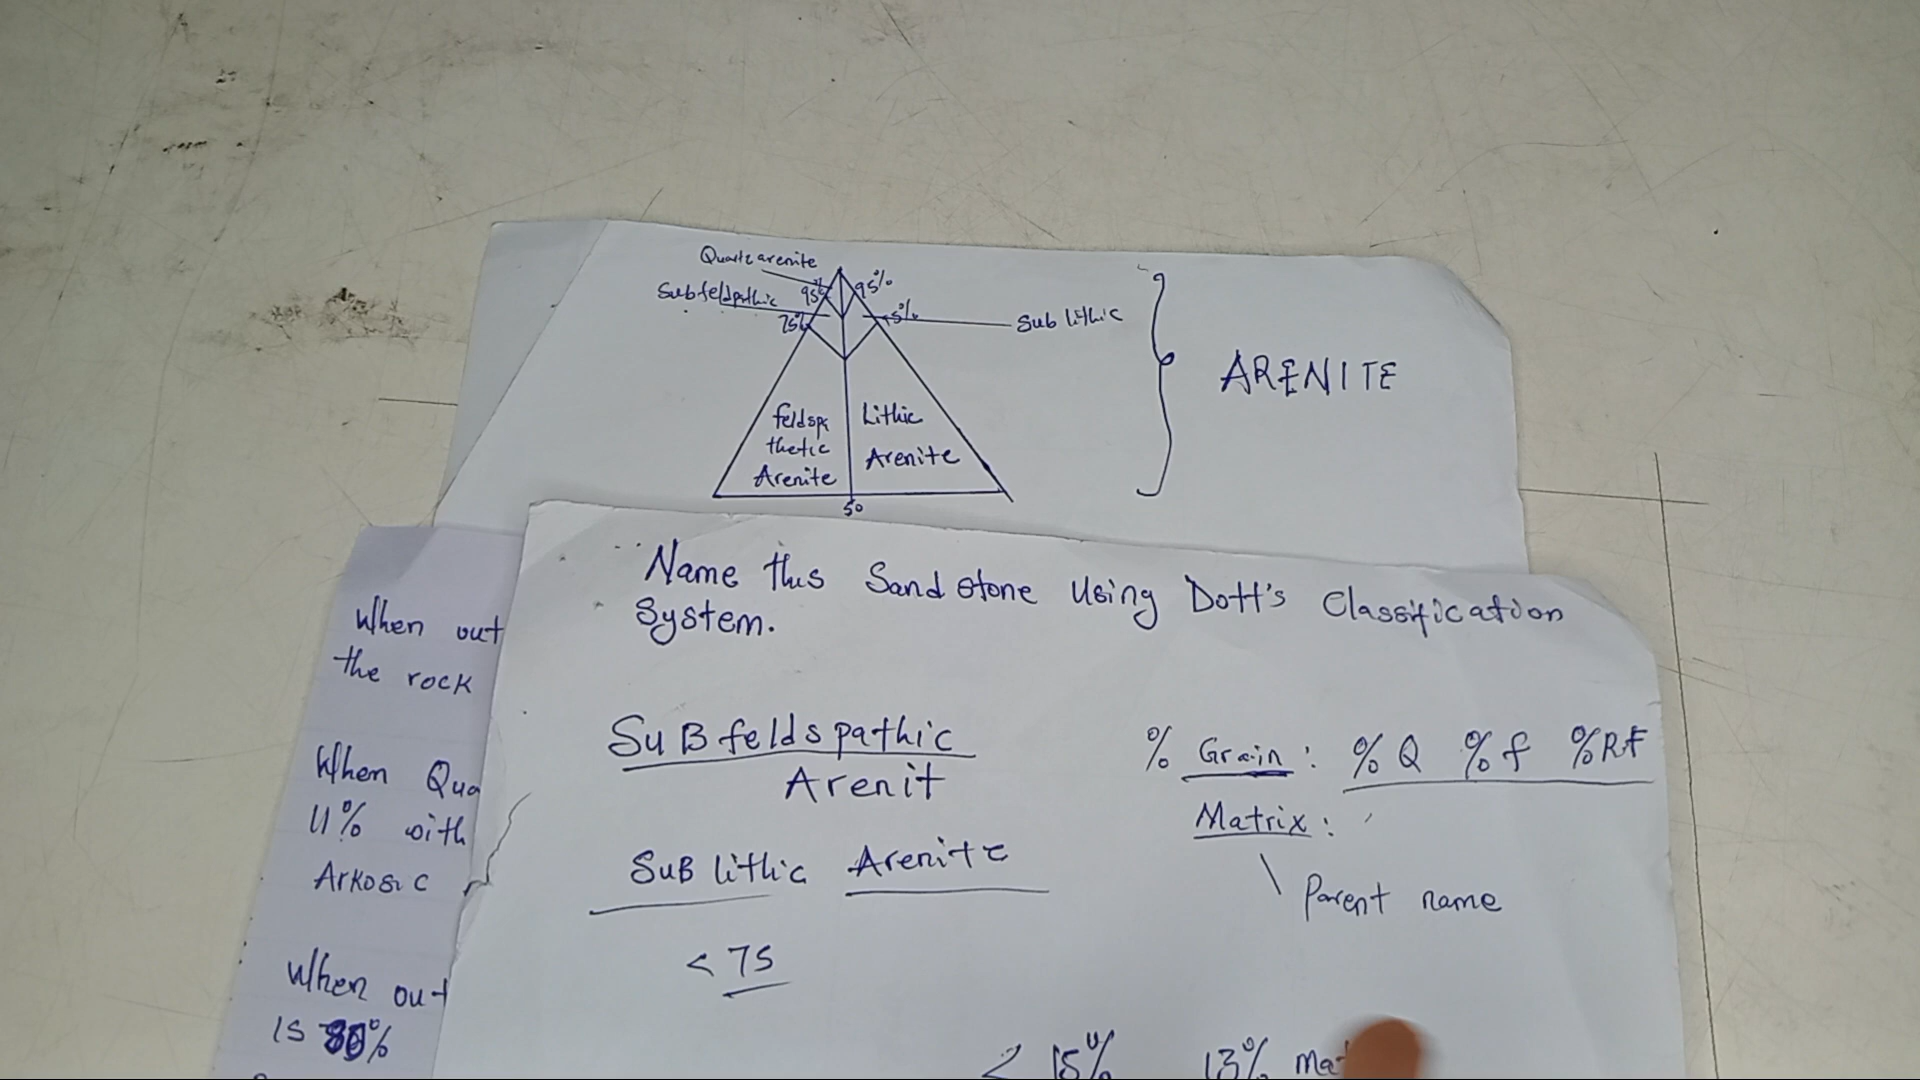 Quartz arenite
95%
95%
Subfeldpathic
75%
5%
Sub lithic
feldspa
thetic
Arenite
Lithic
Arenite
50
ARENITE
Name this Sand stone Using Dott's Classification
System.
SuBfeldspathic
Arenit
% Grain: %Q %f %RF
Matrix:
Parent name
SuB lithic Arenite
< 75
< 15% 13% Mat
When out
the rock
When Qua
11% with
Arkosic
When out
is 80%